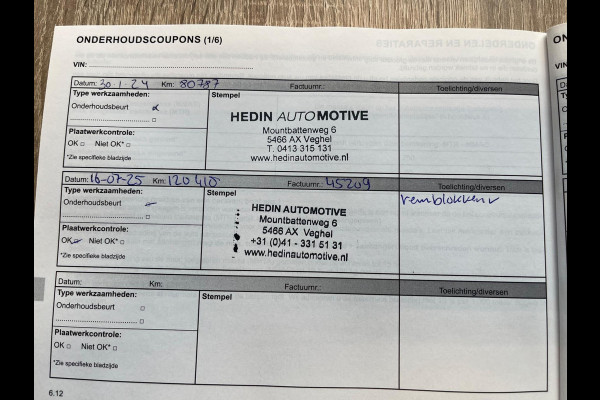 ONDERHOUDSCOUPONS (1/6)
VIN:
Datum: 30-1-24 Km: 80787 Factuurnr.: Toelichting/diversen
Type werkzaamheden: Stempel
Onderhoudsbeurt
HEDIN AUTOMOTIVE
Mountbattenweg 6
5466 AX Veghel
T. 0413 315 131
www.hedinautomotive.nl
Plaatwerkcontrole:
OK □ Niet OK* □
*Zie specifieke bladzijde
Datum: 16-07-25 Km: 120410 Factuurnr.: 45209 Toelichting/diversen
Type werkzaamheden: Stempel
Onderhoudsbeurt
remblokken
HEDIN AUTOMOTIVE
Mountbattenweg 6
5466 AX Veghel
+31 (0)41 - 331 51 31
www.hedinautomotive.nl
Plaatwerkcontrole:
OK Niet OK* □
*Zie specifieke bladzijde
Datum: Km: Factuurnr.: Toelichting/diversen
Type werkzaamheden: Stempel
Onderhoudsbeurt □
Plaatwerkcontrole:
OK □ Niet OK* □
*Zie specifieke bladzijde
6.12